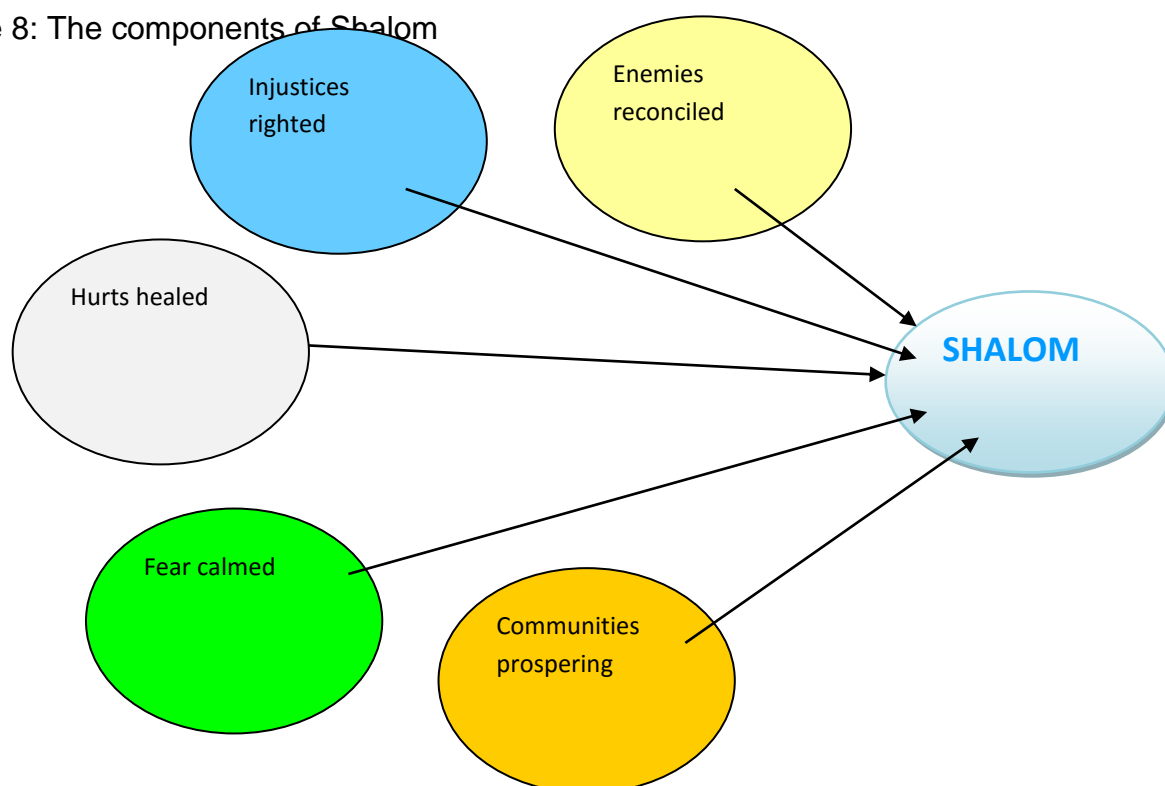 8: The components of Shalom
Injustices
righted
Enemies
reconciled
Hurts healed
SHALOM
Fear calmed
Communities
prospering